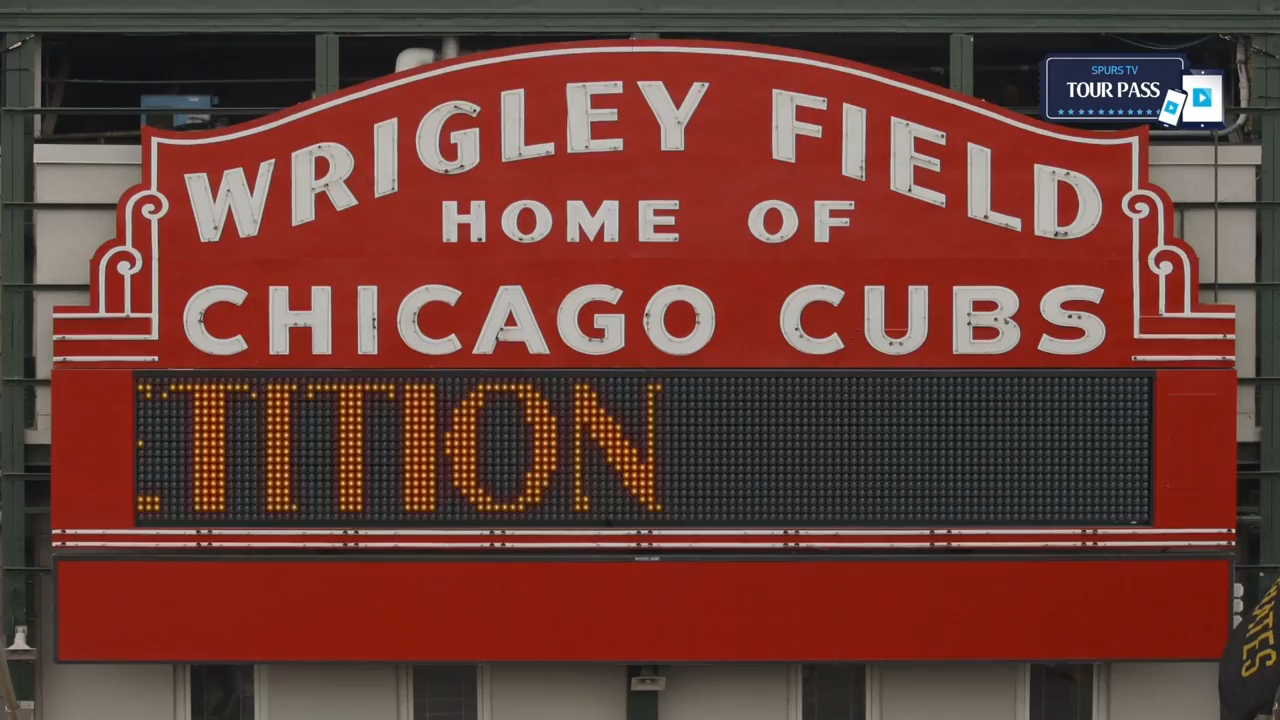 SPURS TV
TOUR PASS
WRIGLEY FIELD
HOME OF
CHICAGO CUBS
TITION